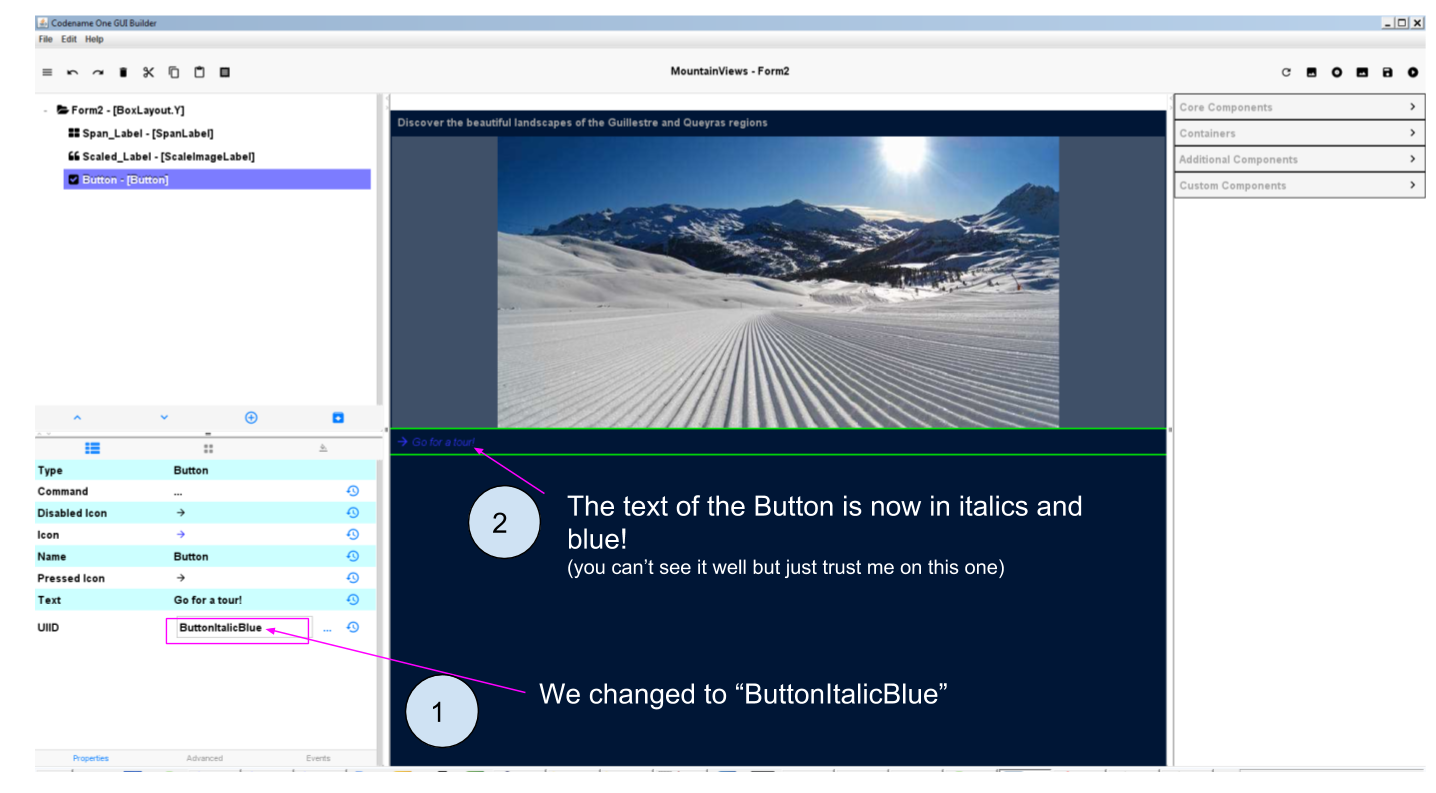 Codename One GUI Builder
File Edit Help
MountainViews - Form2
Form2 - [BoxLayout.Y]
Span_Label - [SpanLabel]
Scaled_Label - [ScaleImageLabel]
Button - [Button]
Discover the beautiful landscapes of the Guillestre and Queyras regions
Core Components
Containers
Additional Components
Custom Components
Go for a tour!
Type Button
Command ...
Disabled Icon
Icon
Name Button
Pressed Icon
Text Go for a tour!
UIID ButtonItalicBlue ...
2
The text of the Button is now in italics and
blue!
(you can't see it well but just trust me on this one)
1
We changed to “ButtonItalicBlue”
Properties Advanced Events